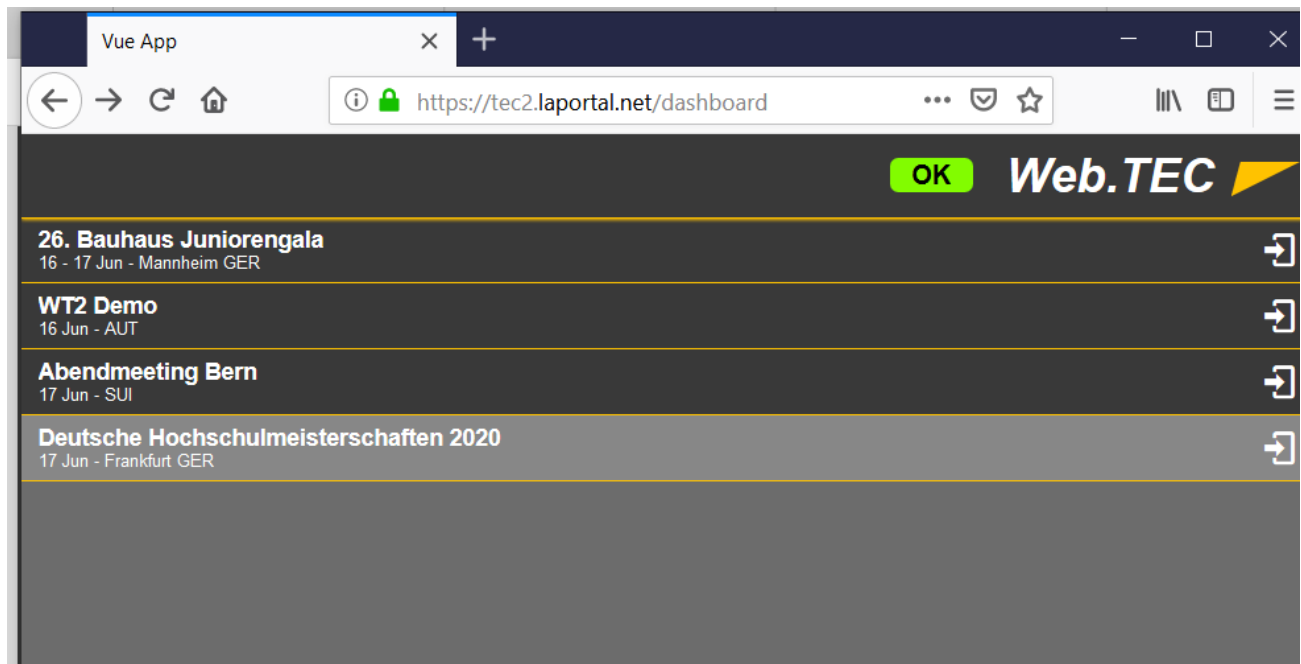 Vue App
https://tec2.laportal.net/dashboard
OK Web.TEC
26. Bauhaus Juniorengala
16 - 17 Jun - Mannheim GER
WT2 Demo
16 Jun - AUT
Abendmeeting Bern
17 Jun - SUI
Deutsche Hochschulmeisterschaften 2020
17 Jun - Frankfurt GER